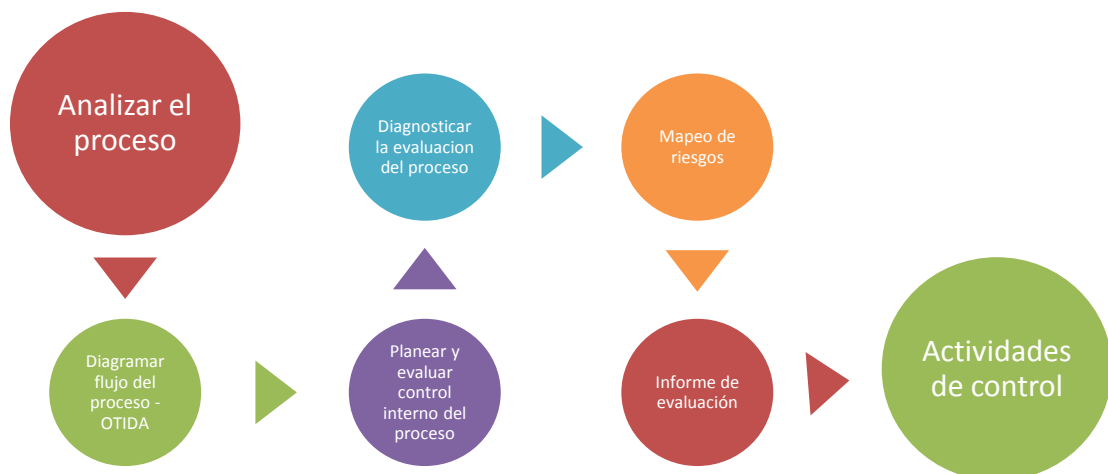 Analizar el
proceso
Diagramar
flujo del
proceso -
OTIDA
Planear y
evaluar
control
interno del
proceso
Diagnosticar
la evaluacion
del proceso
Mapeo de
riesgos
Informe de
evaluación
Actividades
de control